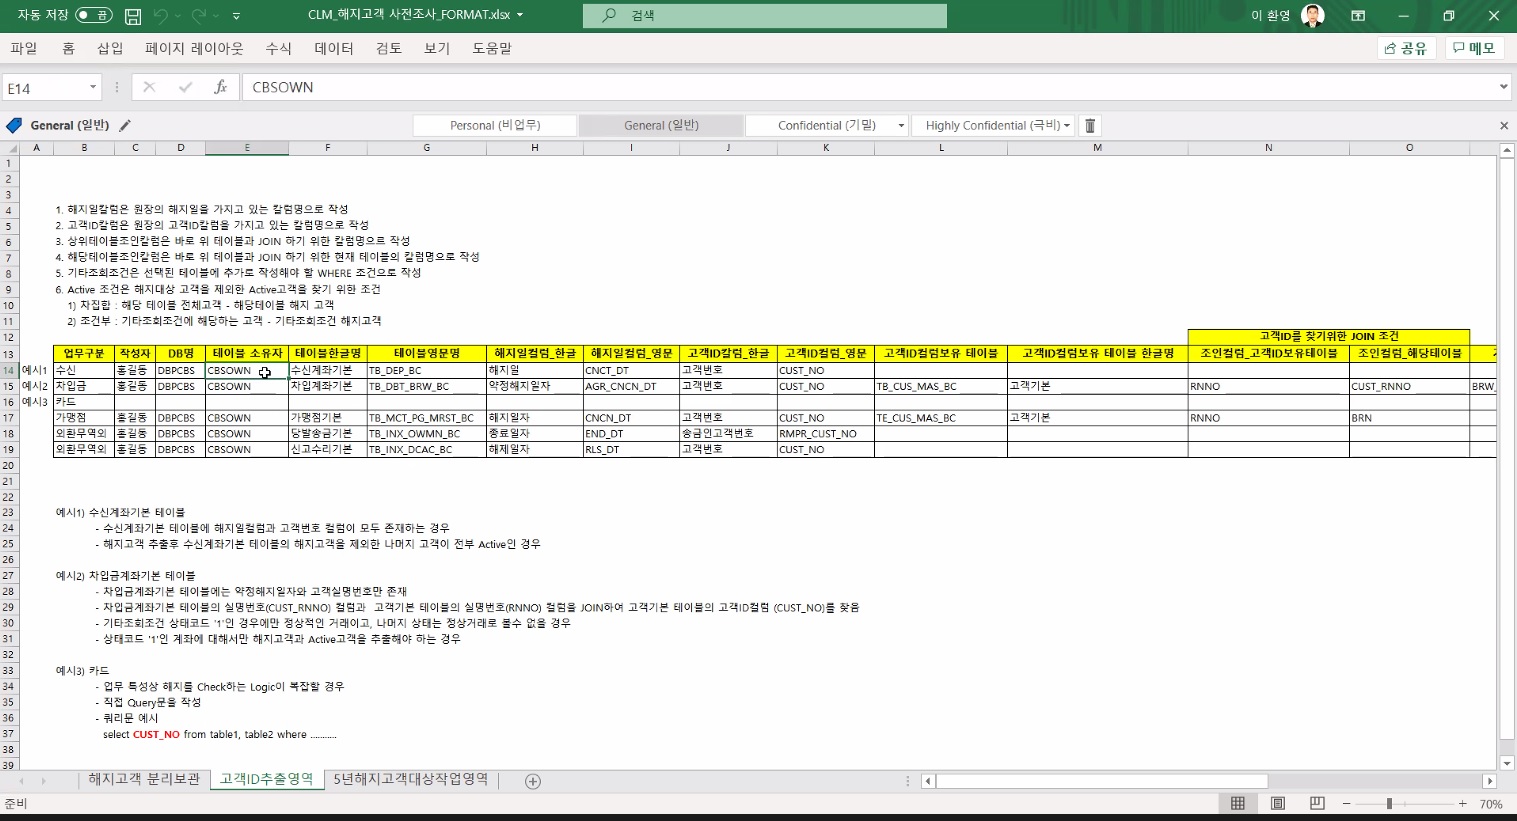 자동 저장 끔 CLM_해지고객 사전조사_FORMAT.xlsx 검색 이 환영
파일 홈 삽입 페이지 레이아웃 수식 데이터 검토 보기 도움말 공유 메모
E14 fx CBSOWN
General (일반) Personal (비업무) General (일반) Confidential (기밀) Highly Confidential (극비)
A B C D E F G H I J K L M N O
1
2
3
4 1. 해지일칼럼은 원장의 해지일을 가지고 있는 칼럼명으로 작성
5 2. 고객ID칼럼은 원장의 고객ID칼럼을 가지고 있는 칼럼명으로 작성
6 3. 상위테이블조인칼럼은 바로 위 테이블과 JOIN 하기 위한 칼럼명으르 작성
7 4. 해당테이블조인칼럼은 바로 위 테이블과 JOIN 하기 위한 현재 테이블의 칼럼명으로 작성
8 5. 기타조회조건은 선택된 테이블에 추가로 작성해야 할 WHERE 조건으로 작성
9 6. Active 조건은 해지대상 고객을 제외한 Active고객을 찾기 위한 조건
10 1) 차집합 : 해당 테이블 전체고객 - 해당테이블 해지 고객
11 2) 조건부 : 기타조회조건에 해당하는 고객 - 기타조회조건 해지고객
12 고객ID를 찾기위한 JOIN 조건
13 업무구분 작성자 DB명 테이블 소유자 테이블한글명 테이블영문명 해지일컬럼_한글 해지일컬럼_영문 고객ID칼럼_한글 고객ID컬럼_영문 고객ID컬럼보유 테이블 고객ID컬럼보유 테이블 한글명 조인컬럼_고객ID보유테이블 조인컬럼_해당테이블
14 예시1 수신 홍길동 DBPCBS CBSOWN 수신계좌기본 TB_DEP_BC 해지일 CNCT_DT 고객번호 CUST_NO
15 예시2 차입금 홍길동 DBPCBS CBSOWN 차입계좌기본 TB_DBT_BRW_BC 약정해지일자 AGR_CNCN_DT 고객번호 CUST_NO TB_CUS_MAS_BC 고객기본 RNNO CUST_RNNO BRW_
16 예시3 카드
17 가맹점 홍길동 DBPCBS CBSOWN 가맹점기본 TB_MCT_PG_MRST_BC 해지일자 CNCN_DT 고객번호 CUST_NO TE_CUS_MAS_BC 고객기본 RNNO BRN
18 외환무역외 홍길동 DBPCBS CBSOWN 당발송금기본 TB_INX_OWMN_BC 종료일자 END_DT 송금인고객번호 RMPR_CUST_NO
19 외환무역외 홍길동 DBPCBS CBSOWN 신고수리기본 TB_INX_DCAC_BC 해제일자 RLS_DT 고객번호 CUST_NO
20
21
22
23 예시1) 수신계좌기본 테이블
24 - 수신계좌기본 테이블에 해지일컬럼과 고객번호 컬럼이 모두 존재하는 경우
25 - 해지고객 추출후 수신계좌기본 테이블의 해지고객을 제외한 나머지 고객이 전부 Active인 경우
26
27 예시2) 차입금계좌기본 테이블
28 - 차입금계좌기본 테이블에는 약정해지일자와 고객실명번호만 존재
29 - 차입금계좌기본 테이블의 실명번호(CUST_RNNO) 컬럼과 고객기본 테이블의 실명번호(RNNO) 컬럼을 JOIN하여 고객기본 테이블의 고객ID컬럼 (CUST_NO)를 찾음
30 - 기타조회조건 상태코드 '1'인 경우에만 정상적인 거래이고, 나머지 상태는 정상거래로 볼수 없을 경우
31 - 상태코드 '1'인 계좌에 대해서만 해지고객과 Active고객을 추출해야 하는 경우
32
33 예시3) 카드
34 - 업무 특성상 해지를 Check하는 Logic이 복잡할 경우
35 - 직접 Query문을 작성
36 - 쿼리문 예시
37 select CUST_NO from table1, table2 where ..........
38
39
해지고객 분리보관 고객ID추출영역 5년해지고객대상작업영역
준비 70%